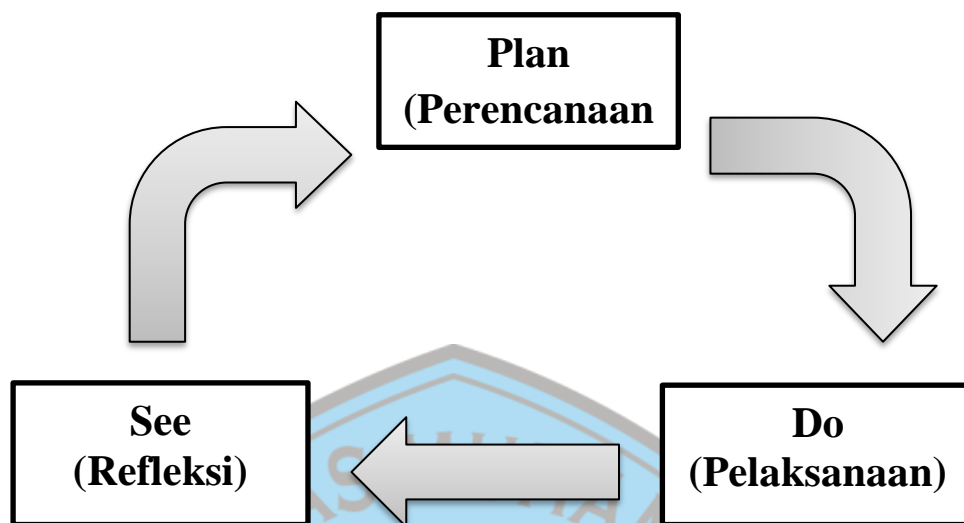 Plan
(Perencanaan
See
(Refleksi)
Do
(Pelaksanaan)